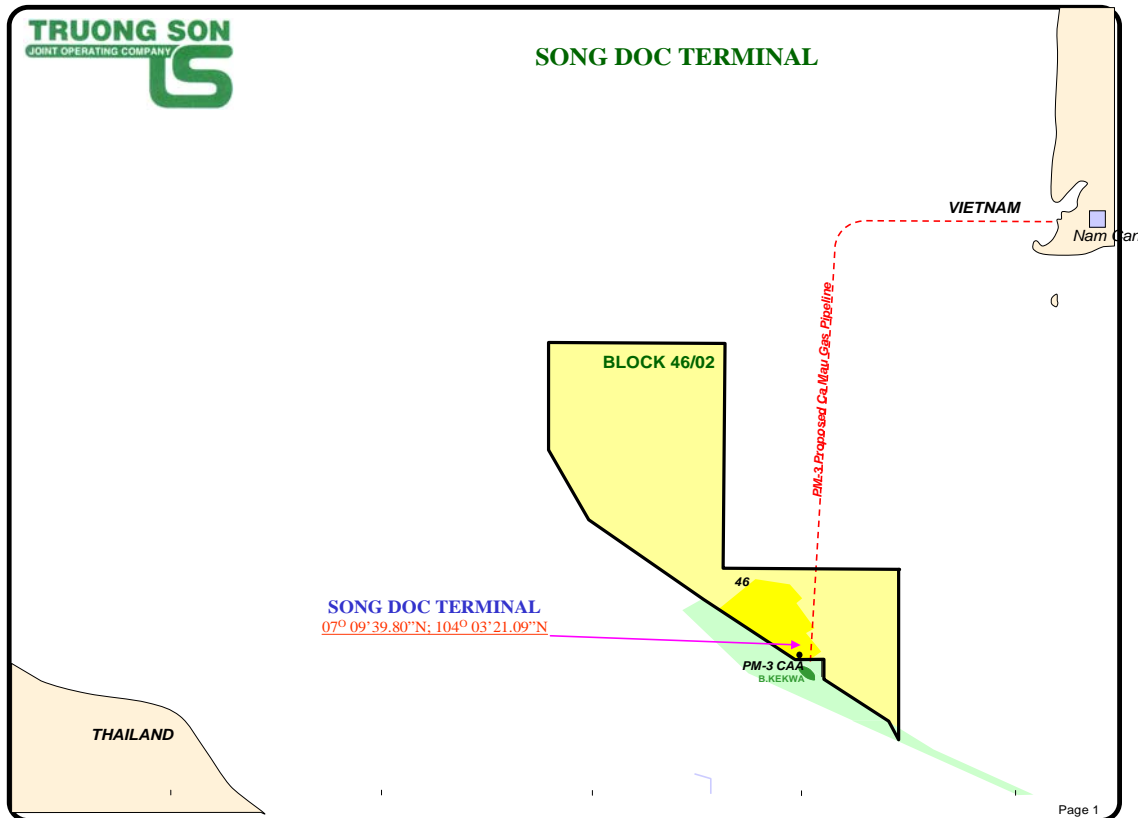 TRUONG SON
JOINT OPERATING COMPANY
SONG DOC TERMINAL
VIETNAM
Nam Can
PM-3 Proposed Ca Mau Gas Pipeline
BLOCK 46/02
46
SONG DOC TERMINAL
07O 09’39.80”N; 104O 03’21.09”N
PM-3 CAA
B.KEKWA
THAILAND
Page 1